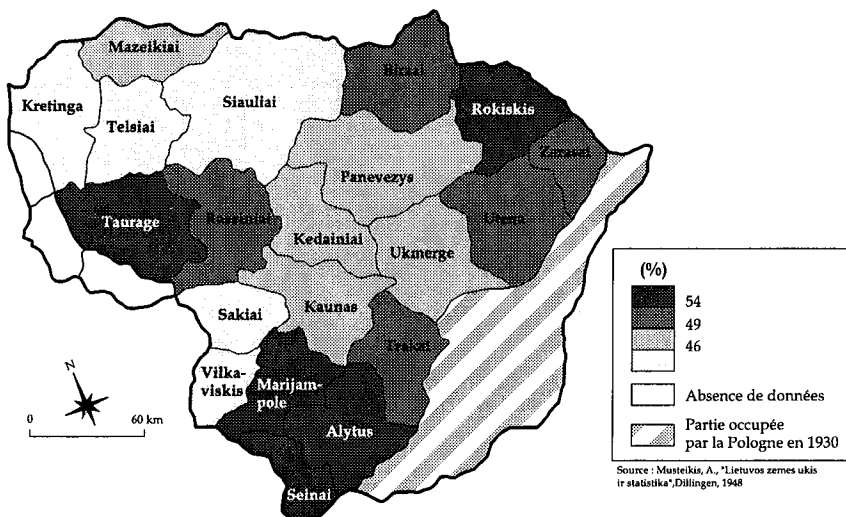 Mazeikiai
Birzai
Kretinga
Siauliai
Rokiskis
Telsiai
Zarasei
Panevezys
Taurage
Rassiniai
Utena
Kedainiai
Ukmerge
Sakiai
Kaunas
Trakai
Vilka-
viskis
Marijam-
pole
Alytus
Seinai
0
60 km
(%)
54
49
46
Absence de données
Partie occupée
par la Pologne en 1930
Source : Musteikis, A., "Lietuvos zemes ukis
ir statistika",Dillingen, 1948